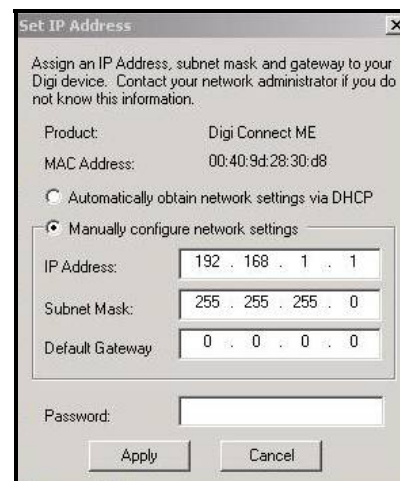 Set IP Address
Assign an IP Address, subnet mask and gateway to your
Digi device. Contact your network administrator if you do
not know this information.
Product: Digi Connect ME
MAC Address: 00:40:9d:28:30:d8
Automatically obtain network settings via DHCP
Manually configure network settings
IP Address: 192 . 168 . 1 . 1
Subnet Mask: 255 . 255 . 255 . 0
Default Gateway 0 . 0 . 0 . 0
Password:
Apply Cancel